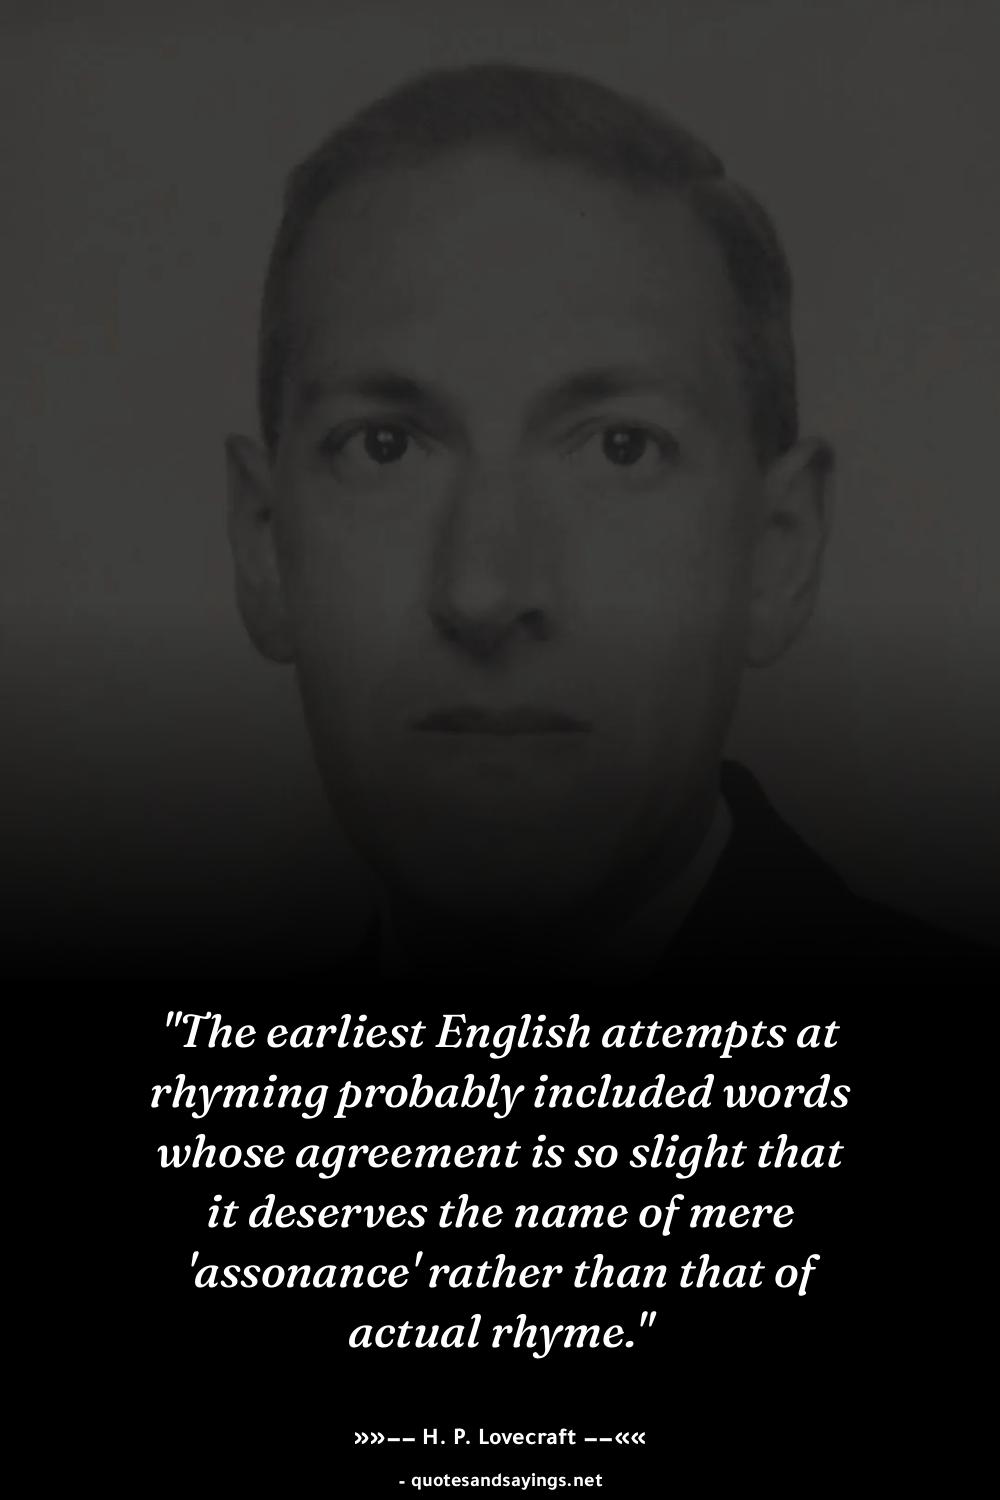 "The earliest English attempts at
rhyming probably included words
whose agreement is so slight that
it deserves the name of mere
'assonance' rather than that of
actual rhyme."
»»–– H. P. Lovecraft ––««
- quotesandsayings.net